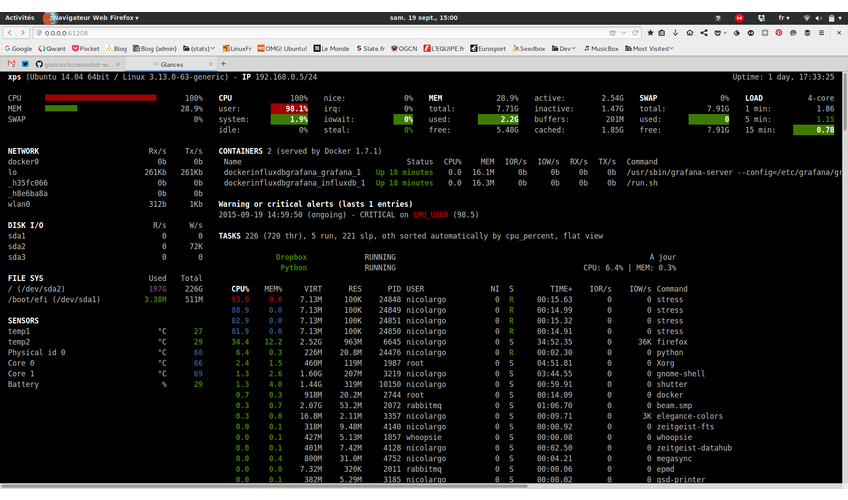 Activités Navigateur Web Firefox ▾ sam. 19 sept., 15:00 fr ▾
0.0.0.0:61208
Google Qwant Pocket Blog Blog (admin) (stats)▾ LinuxFr OMG! Ubuntu! Le Monde Slate.fr OGCN L'EQUIPE.fr Eurosport Seedbox Dev▾ MusicBox Most Visited▾
glances/screenshot-w... × Glances × +
xps (Ubuntu 14.04 64bit / Linux 3.13.0-63-generic) - IP 192.168.0.5/24 Uptime: 1 day, 17:33:25
CPU 100% CPU 100% nice: 0% MEM 28.9% active: 2.54G SWAP 0% LOAD 4-core
MEM 28.9% user: 98.1% irq: 0% total: 7.71G inactive: 1.47G total: 7.91G 1 min: 1.86
SWAP 0% system: 1.9% iowait: 0% used: 2.2G buffers: 201M used: 0 5 min: 1.15
idle: 0% steal: 0% free: 5.48G cached: 1.85G free: 7.91G 15 min: 0.78
NETWORK Rx/s Tx/s CONTAINERS 2 (served by Docker 1.7.1)
docker0 0b 0b Name Status CPU% MEM IOR/s IOW/s RX/s TX/s Command
lo 261Kb 261Kb dockerinfluxdbgrafana_grafana_1 Up 18 minutes 0.0 16.1M 0b 0b 0b 0b /usr/sbin/grafana-server --config=/etc/grafana/gr
_h35fc066 0b 0b dockerinfluxdbgrafana_influxdb_1 Up 18 minutes 0.0 16.3M 0b 0b 0b 0b /run.sh
_h8e6ba8a 0b 0b
wlan0 312b 1Kb Warning or critical alerts (lasts 1 entries)
2015-09-19 14:59:50 (ongoing) - CRITICAL on CPU_USER (98.5)
DISK I/O R/s W/s
sda1 0 0 TASKS 226 (720 thr), 5 run, 221 slp, oth sorted automatically by cpu_percent, flat view
sda2 0 72K
sda3 0 0 Dropbox RUNNING À jour
Python RUNNING CPU: 6.4% | MEM: 0.3%
FILE SYS Used Total
/ (/dev/sda2) 197G 226G CPU% MEM% VIRT RES PID USER NI S TIME+ IOR/s IOW/s Command
/boot/efi (/dev/sda1) 3.38M 511M 93.9 0.0 7.13M 100K 24848 nicolargo 0 R 00:15.63 0 0 stress
88.9 0.0 7.13M 100K 24849 nicolargo 0 R 00:14.99 0 0 stress
SENSORS 82.9 0.0 7.13M 100K 24851 nicolargo 0 R 00:15.32 0 0 stress
temp1 °C 27 81.9 0.0 7.13M 100K 24850 nicolargo 0 R 00:14.91 0 0 stress
temp2 °C 29 34.4 12.2 2.52G 963M 6645 nicolargo 0 S 34:52.35 0 36K firefox
Physical id 0 °C 68 6.4 0.3 226M 20.8M 24476 nicolargo 0 R 00:02.30 0 0 python
Core 0 °C 66 2.4 1.5 460M 119M 1987 root 0 S 04:51.81 0 0 Xorg
Core 1 °C 69 1.3 2.6 1.60G 207M 3219 nicolargo 0 S 03:44.55 0 0 gnome-shell
Battery % 29 1.3 4.0 1.44G 319M 10150 nicolargo 0 S 00:59.91 0 0 shutter
0.7 0.3 918M 20.2M 2744 root 0 S 00:14.09 0 0 docker
0.3 0.7 2.07G 53.2M 2072 rabbitmq 0 S 01:06.70 0 0 beam.smp
0.3 0.0 16.8M 2.11M 3357 nicolargo 0 S 00:09.71 0 3K elegance-colors
0.0 0.1 318M 9.48M 4140 nicolargo 0 S 00:00.92 0 0 zeitgeist-fts
0.0 0.1 427M 5.13M 1857 whoopsie 0 S 00:00.08 0 0 whoopsie
0.0 0.1 401M 7.42M 4128 nicolargo 0 S 00:02.50 0 0 zeitgeist-datahub
0.0 0.4 800M 31.0M 4752 nicolargo 0 S 00:04.21 0 0 megasync
0.0 0.0 7.32M 320K 2011 rabbitmq 0 S 00:00.06 0 0 epmd
0.0 0.1 382M 5.29M 3185 nicolargo 0 S 00:00.02 0 0 gsd-printer